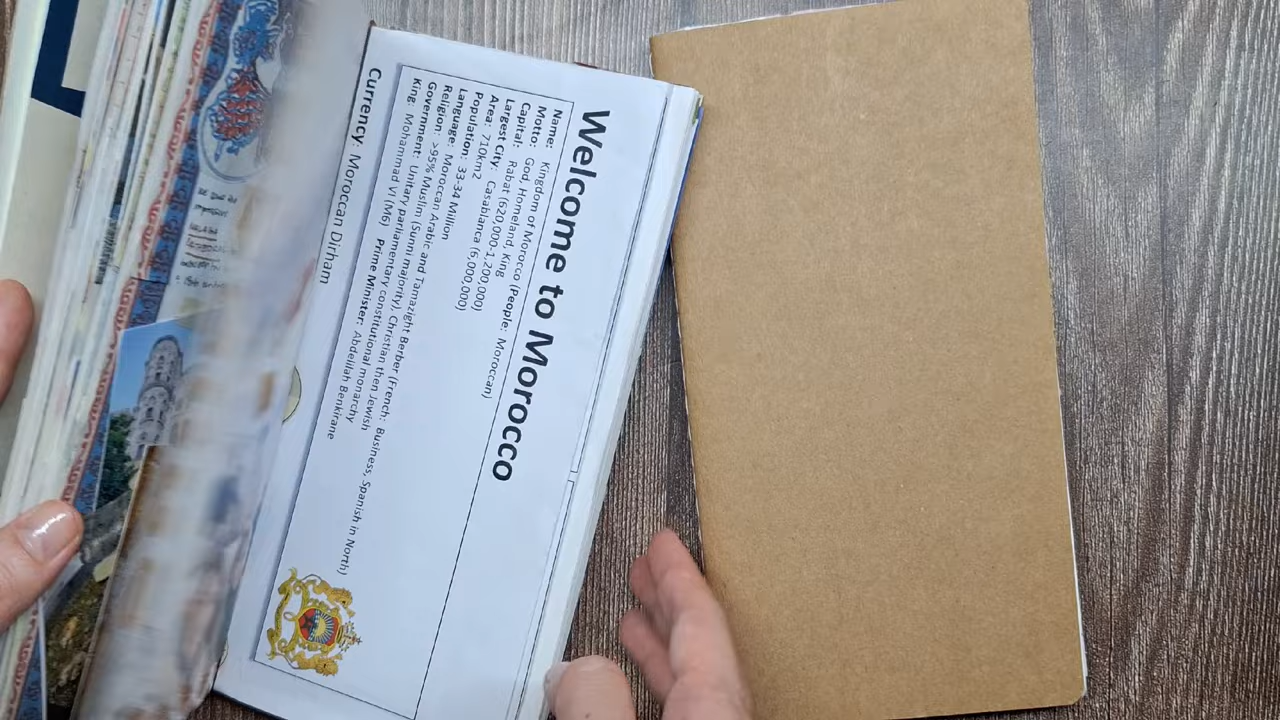 Welcome to Morocco
Name: Kingdom of Morocco (People: Moroccan)
Motto: God, Homeland, King
Capital: Rabat (620,000-1,200,000)
Largest City: Casablanca (6,000,000)
Area: 710km2
Population: 33-34 Million
Language: Moroccan Arabic and Tamazight Berber (French: Business, Spanish in North)
Religion: >95% Muslim (Sunni majority), Christian then Jewish
Government: Unitary parliamentary constitutional monarchy
King: Mohammad VI (M6) Prime Minister: Abdelilah Benkirane
Currency: Moroccan Dirham